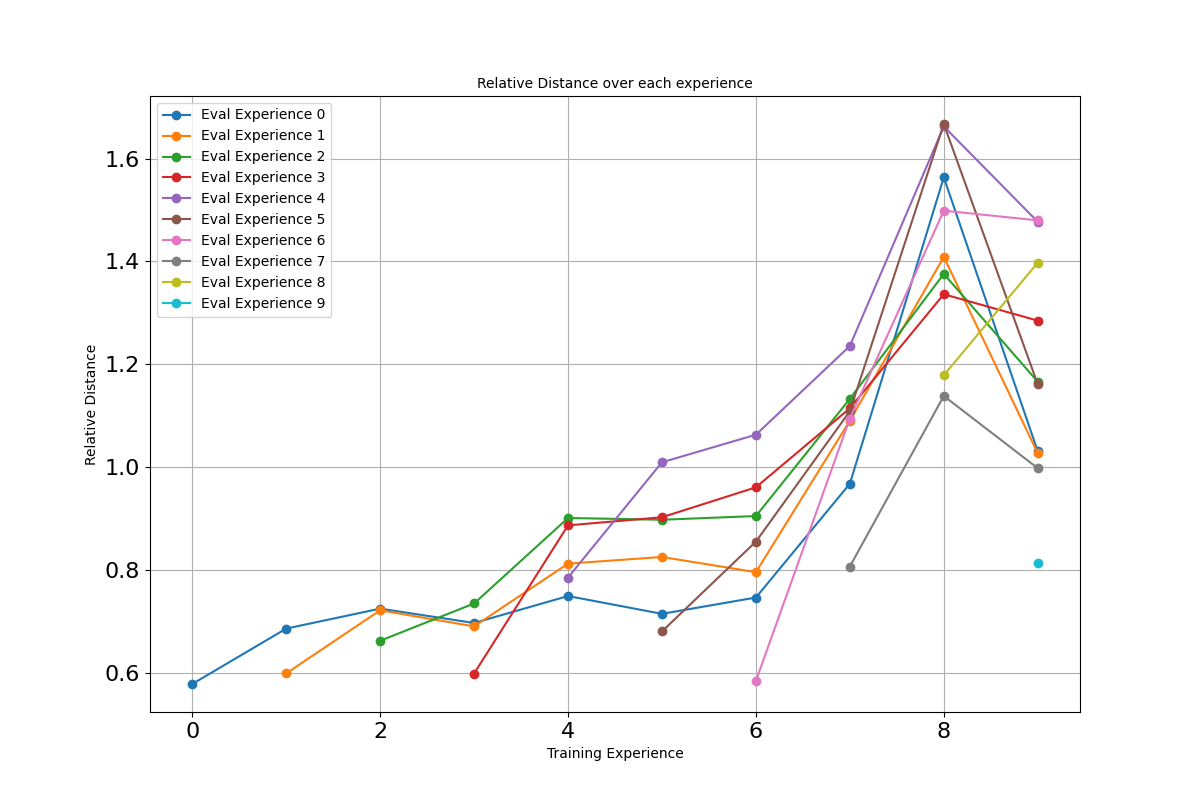 Relative Distance over each experience
Eval Experience 0
Eval Experience 1
Eval Experience 2
Eval Experience 3
Eval Experience 4
Eval Experience 5
Eval Experience 6
Eval Experience 7
Eval Experience 8
Eval Experience 9
Relative Distance
1.6
1.4
1.2
1.0
0.8
0.6
0 2 4 6 8
Training Experience